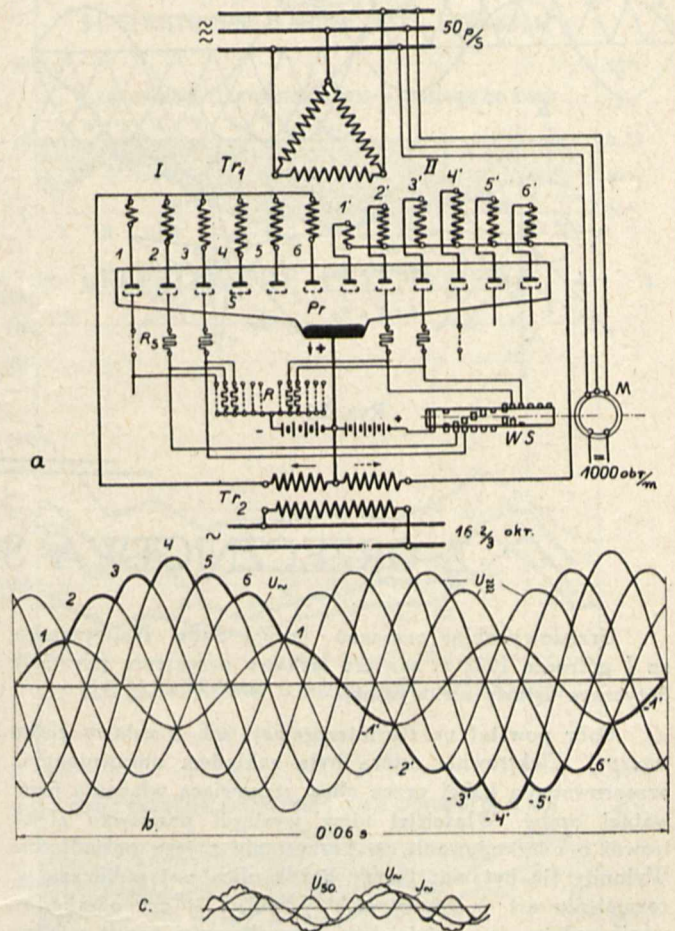 50 P/S
I Tr1 II
1' 2' 3' 4' 5' 6'
1 2 3 4 5 6
S Pr
Rs + M
R
- + WS
a
=
1000 obr/m
Tr2
~ 16 2/3 okr.
1 2 3 4 5 6 U~ 1 U
-1' -2' -3' -4' -5' -6' -1'
b
0'06 s
c. U50 U~ J~